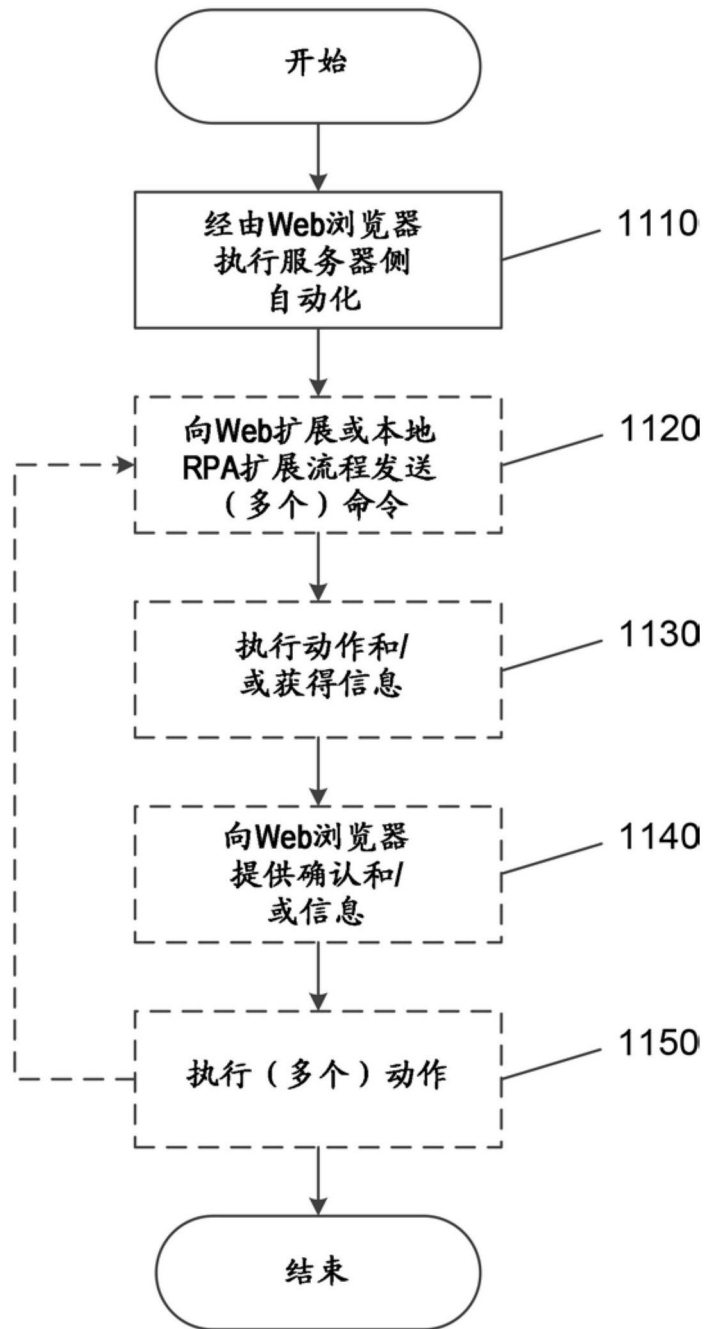 开始
经由Web浏览器
执行服务器侧
自动化
1110
向Web扩展或本地
RPA扩展流程发送
（多个）命令
1120
执行动作和/
或获得信息
1130
向Web浏览器
提供确认和/
或信息
1140
执行（多个）动作
1150
结束